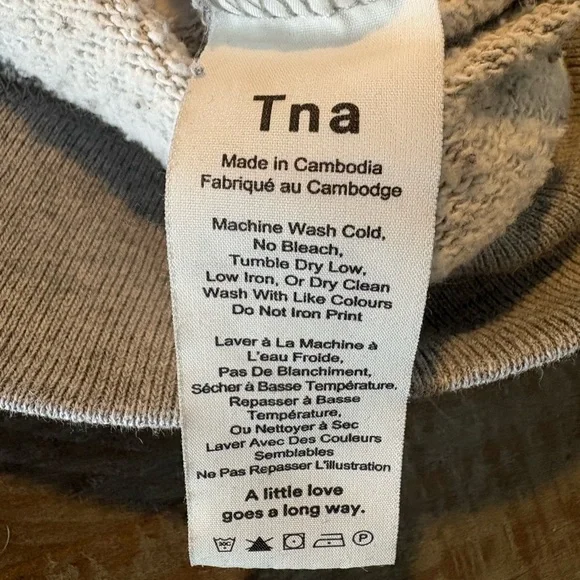 Tna
Made in Cambodia
Fabriqué au Cambodge
Machine Wash Cold,
No Bleach,
Tumble Dry Low,
Low Iron, Or Dry Clean
Wash With Like Colours
Do Not Iron Print
Laver à La Machine à
L'eau Froide,
Pas De Blanchiment,
Sécher à Basse Température,
Repasser à Basse
Température,
Ou Nettoyer à Sec
Laver Avec Des Couleurs
Semblables
Ne Pas Repasser L'illustration
A little love
goes a long way.
P